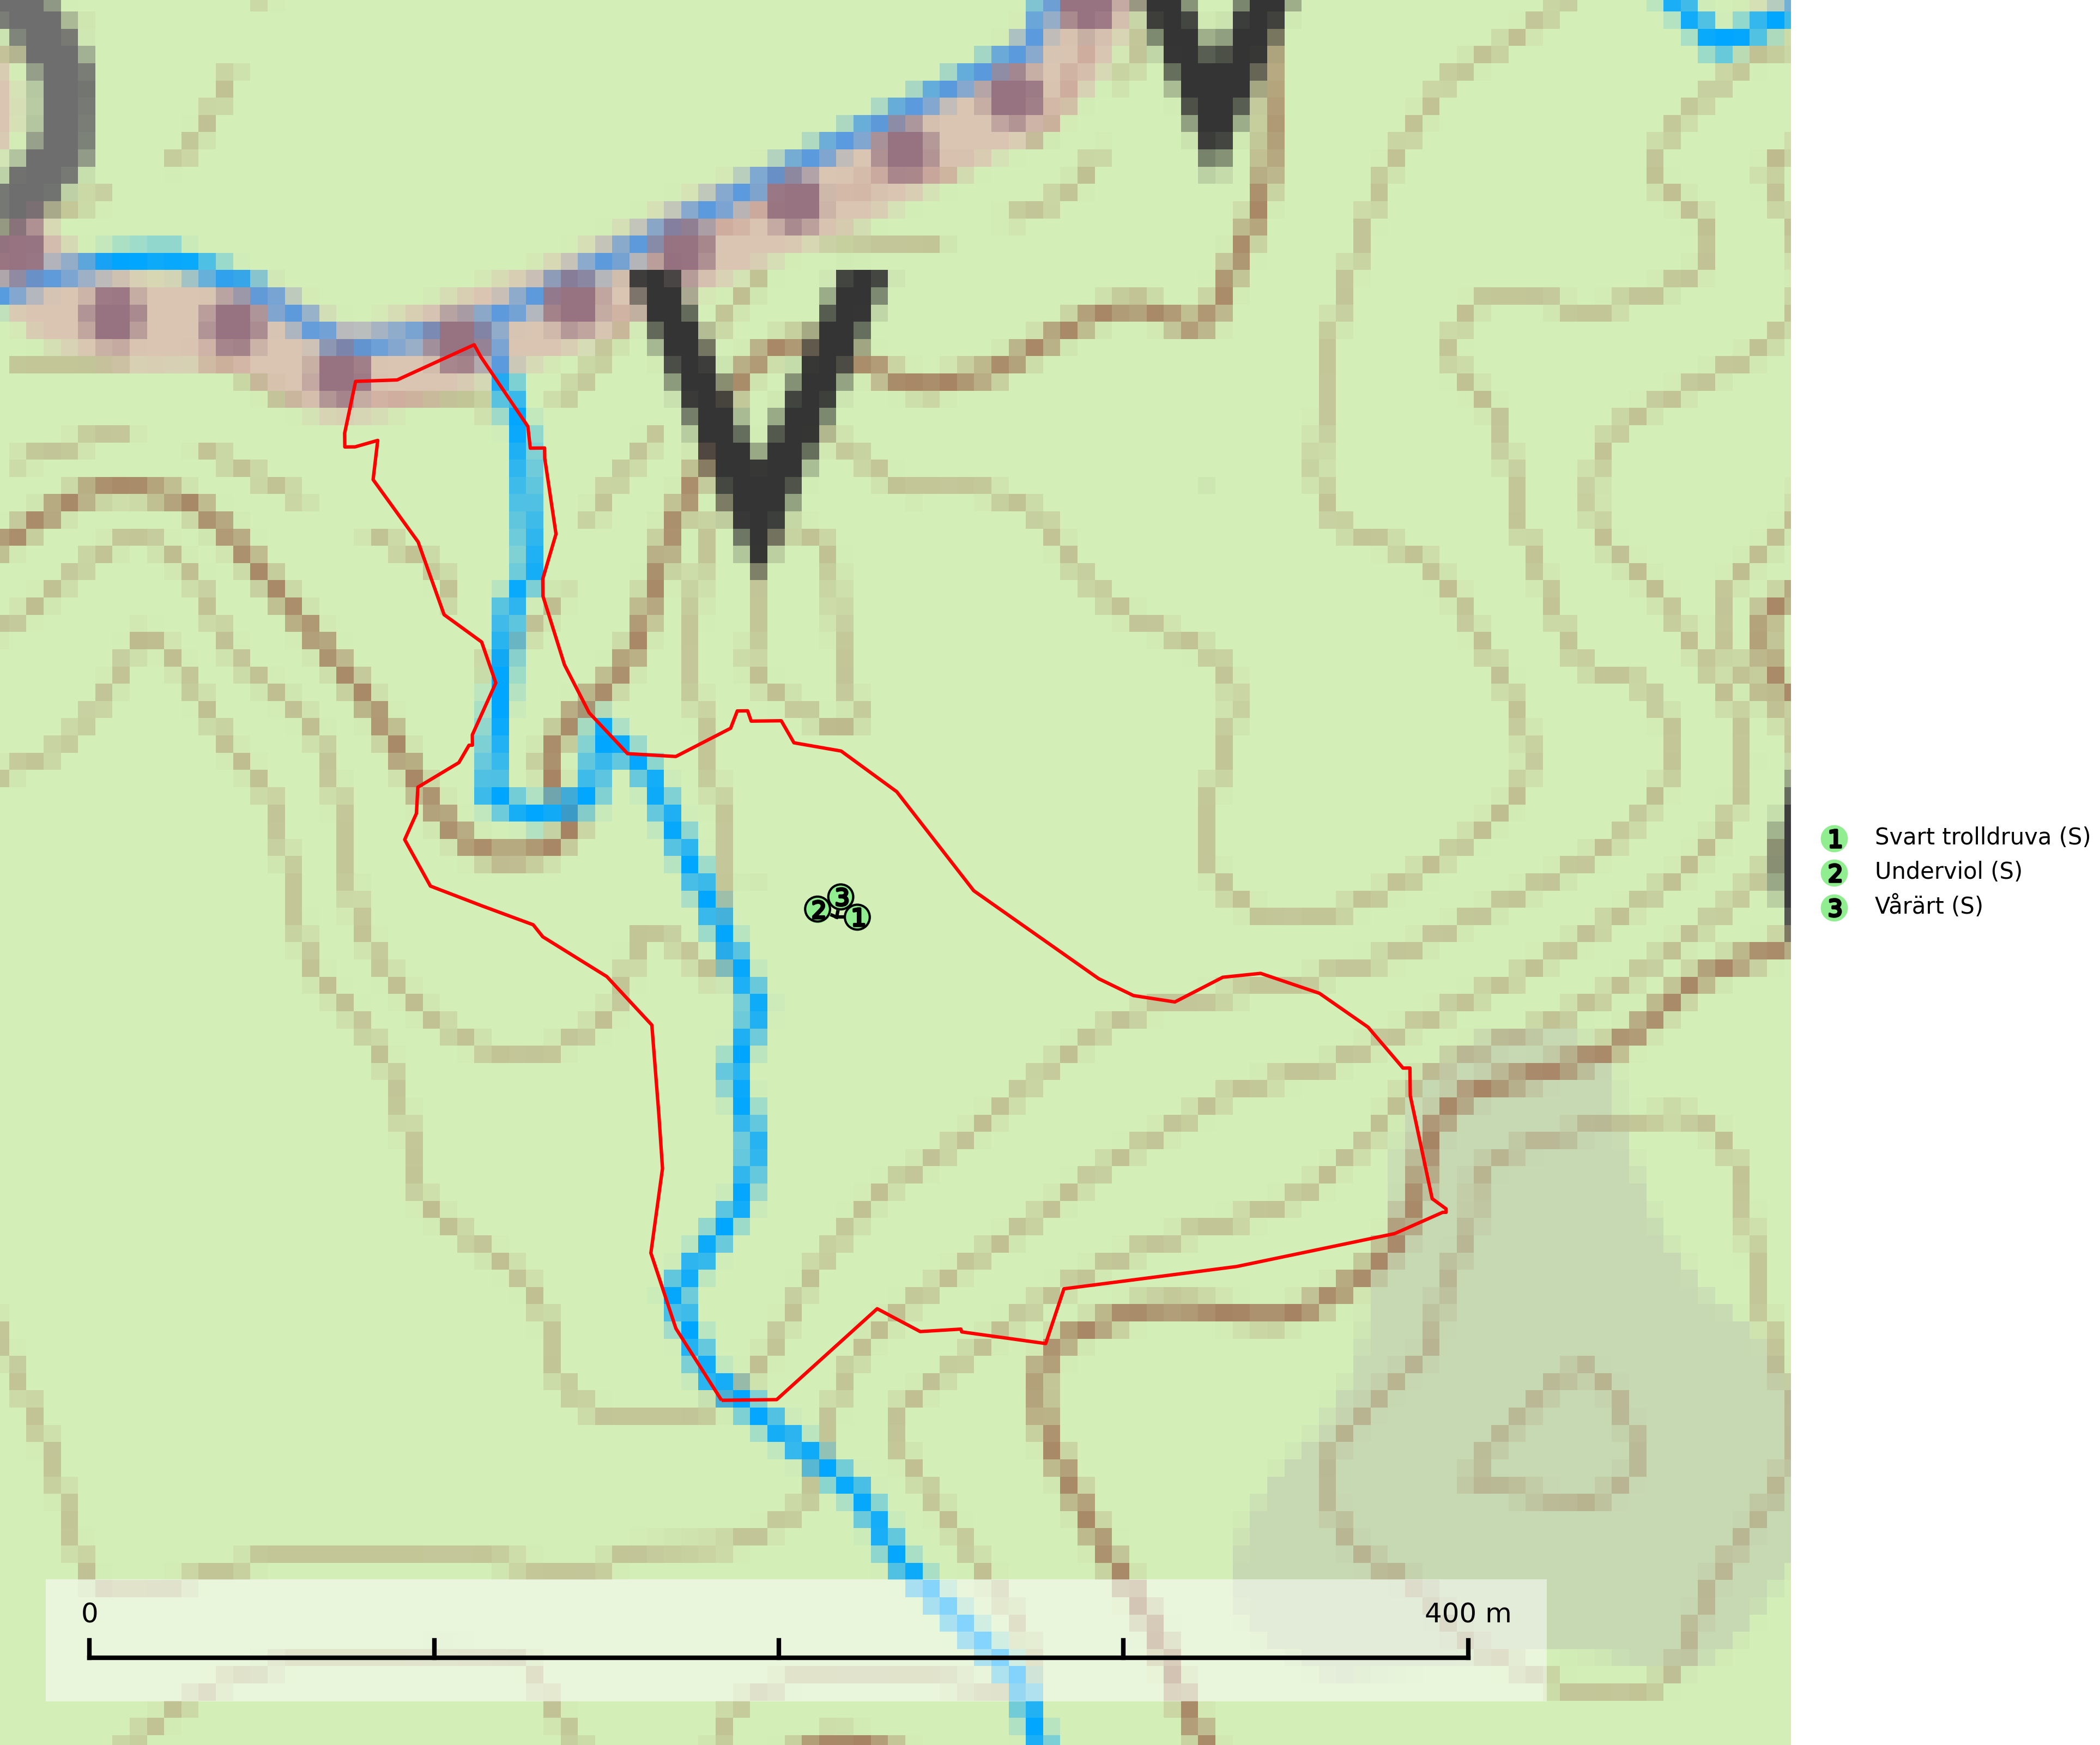 V
V
2
3
1
1 Svart trolldruva (S)
2 Underviol (S)
3 Vårärt (S)
0
400 m